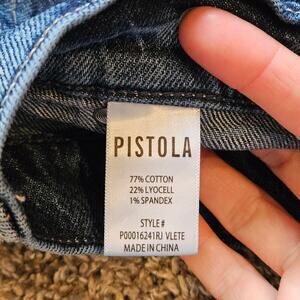 PISTOLA
77% COTTON
22% LYOCELL
1% SPANDEX
STYLE #
P00016241RJ VLETE
MADE IN CHINA